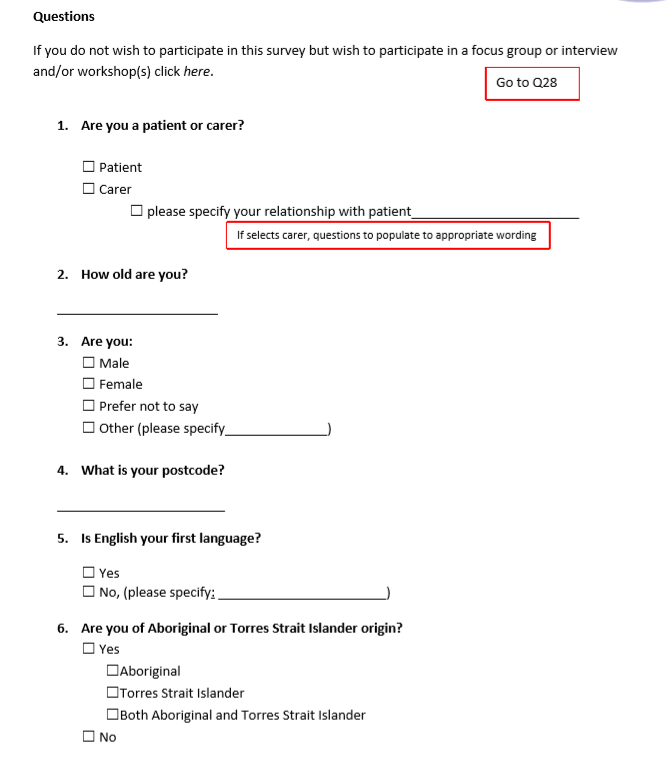 Questions
If you do not wish to participate in this survey but wish to participate in a focus group or interview
and/or workshop(s) click here.
Go to Q28
1. Are you a patient or carer?
☐ Patient
☐ Carer
☐ please specify your relationship with patient____________________
If selects carer, questions to populate to appropriate wording
2. How old are you?
____________________
3. Are you:
☐ Male
☐ Female
☐ Prefer not to say
☐ Other (please specify_____________)
4. What is your postcode?
____________________
5. Is English your first language?
☐ Yes
☐ No, (please specify: ____________________)
6. Are you of Aboriginal or Torres Strait Islander origin?
☐ Yes
☐Aboriginal
☐Torres Strait Islander
☐Both Aboriginal and Torres Strait Islander
☐ No